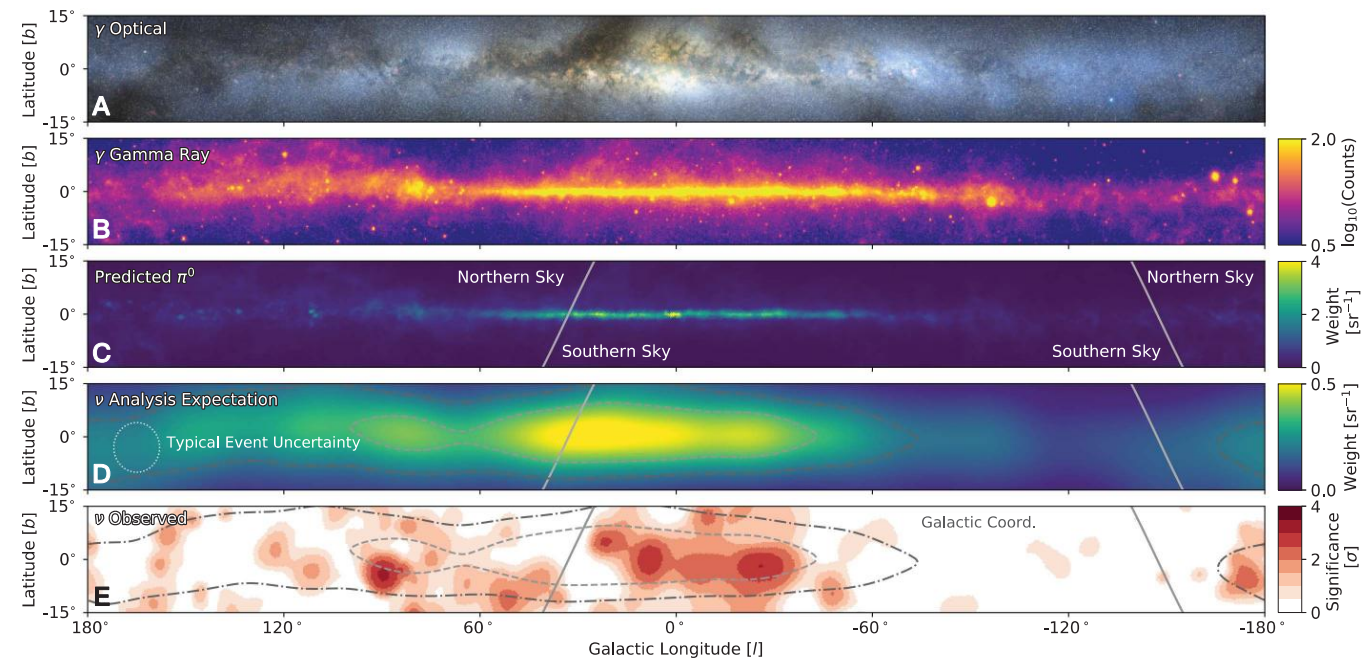 15°
γ Optical
Latitude [b]
0°
A
-15°
15°
γ Gamma Ray
2.0
Latitude [b]
0°
log₁₀(Counts)
B
-15°
0.5
15°
Predicted π⁰
Northern Sky
Northern Sky
4
Latitude [b]
0°
2
Weight
[sr⁻¹]
C
Southern Sky
Southern Sky
-15°
0
15°
ν Analysis Expectation
0.5
Latitude [b]
0°
Typical Event Uncertainty
Weight [sr⁻¹]
D
-15°
0.0
15°
ν Observed
Galactic Coord.
4
Latitude [b]
0°
2
Significance
[σ]
E
-15°
0
180
120
60
0°
-60
-120
-180
Galactic Longitude [l]